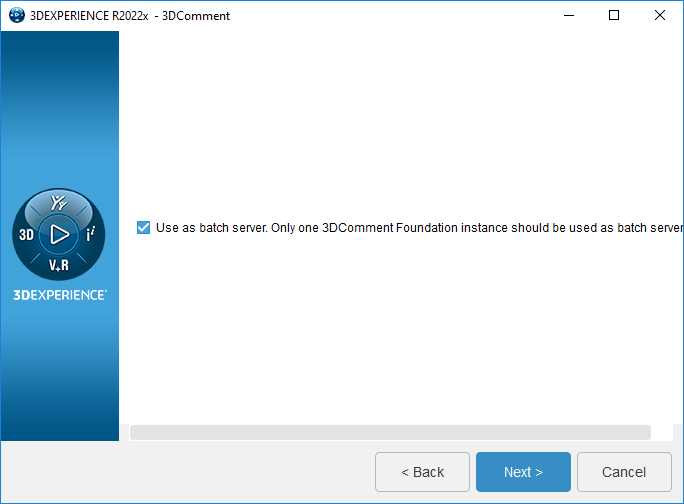 3DEXPERIENCE R2022x - 3DComment
Use as batch server. Only one 3DComment Foundation instance should be used as batch server
3D
i²
V+R
3DEXPERIENCE
< Back
Next >
Cancel